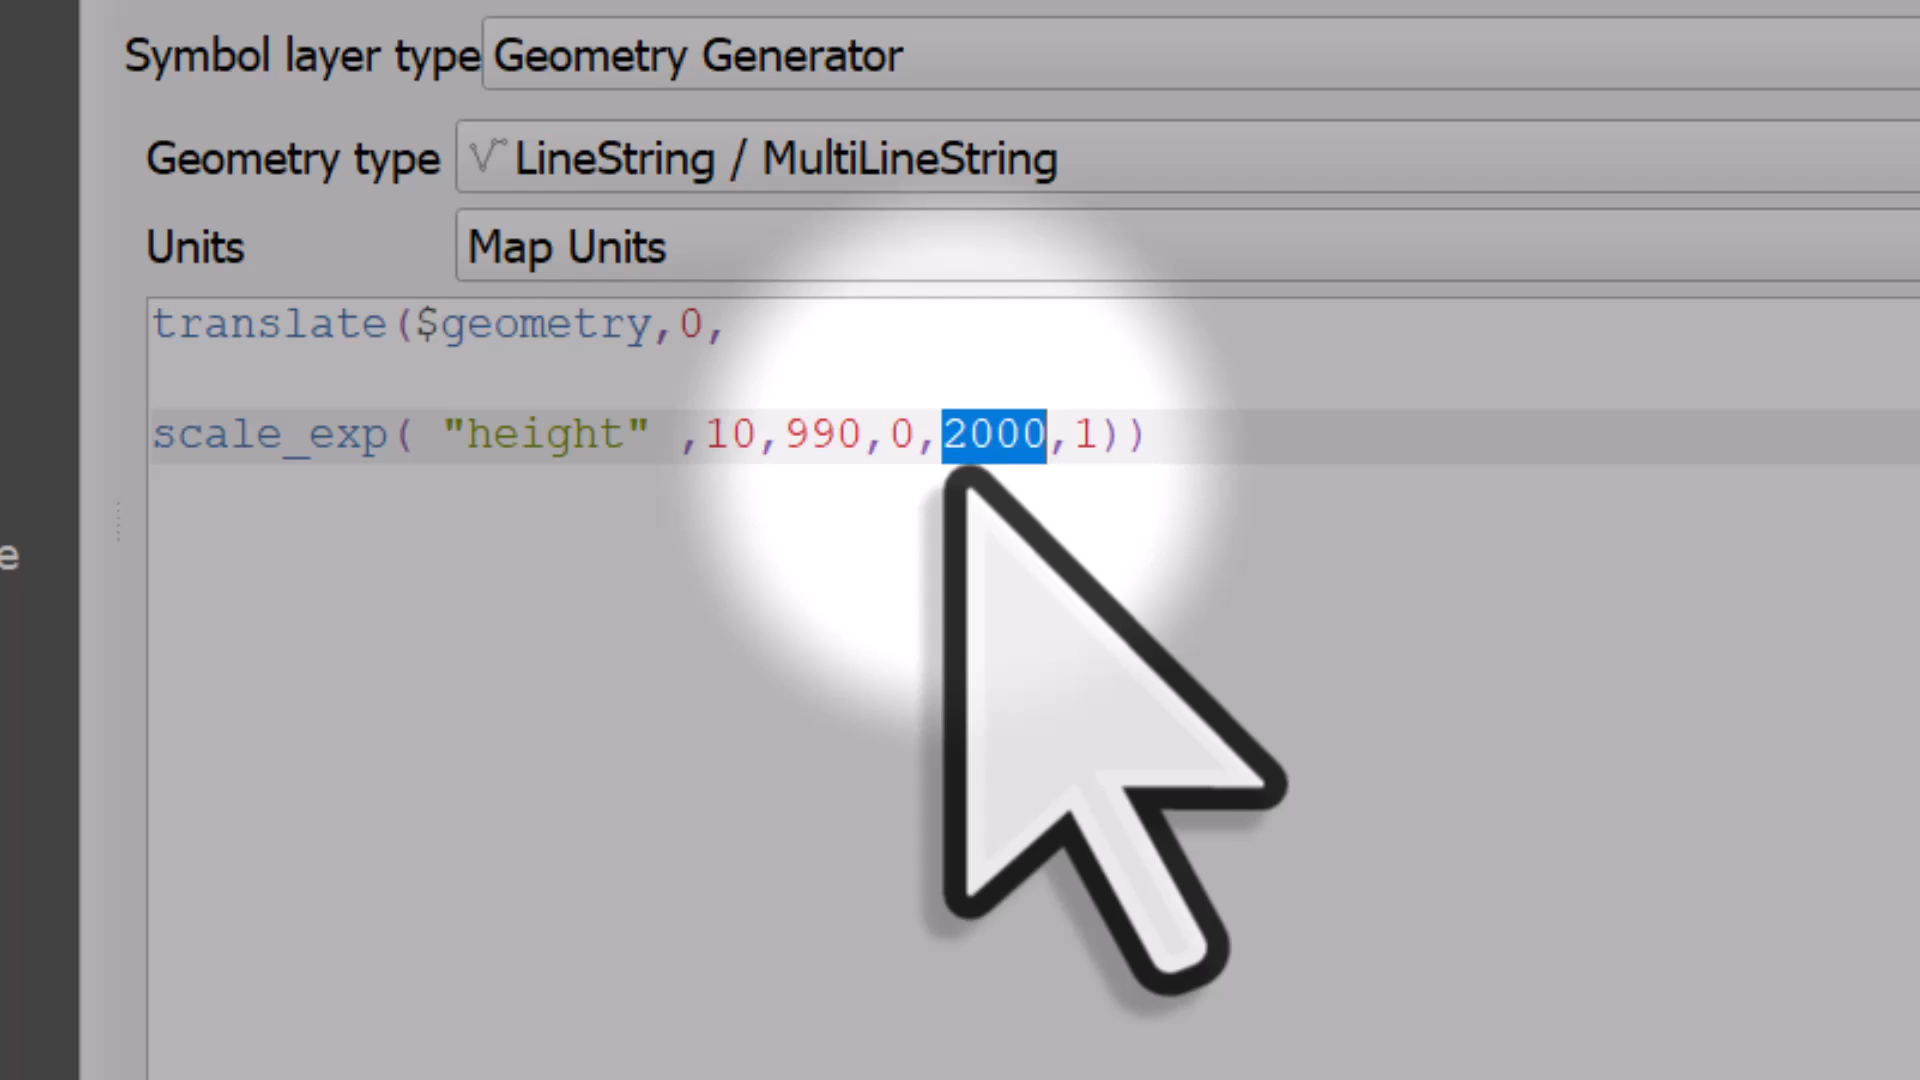 Symbol layer type Geometry Generator
Geometry type LineString / MultiLineString
Units Map Units
translate($geometry,0,
scale_exp( "height" ,10,990,0,2000,1))
e